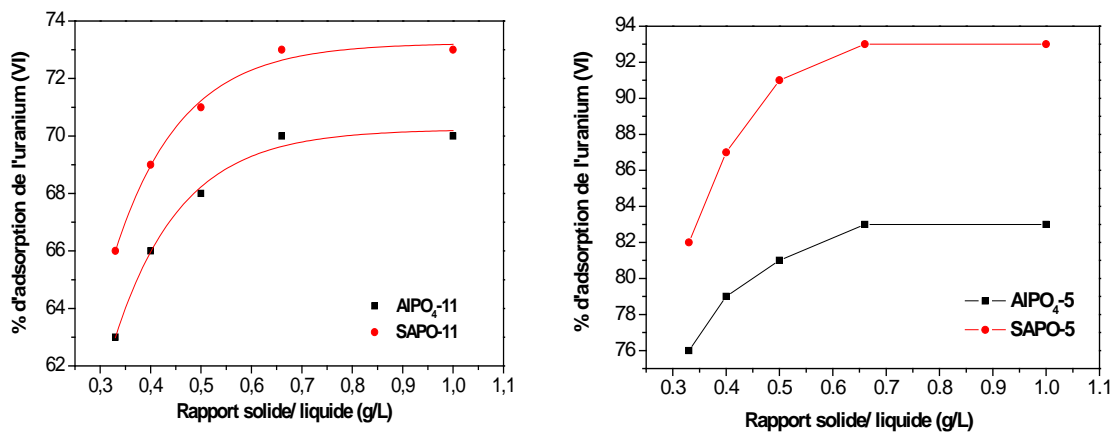 % d'adsorption de l'uranium (VI)
74
72
70
68
66
64
62
0,3 0,4 0,5 0,6 0,7 0,8 0,9 1,0 1,1
Rapport solide/ liquide (g/L)
AlPO4-11
SAPO-11
% d'adsorption de l'uranium (VI)
94
92
90
88
86
84
82
80
78
76
0.3 0.4 0.5 0.6 0.7 0.8 0.9 1.0 1.1
Rapport solide/ liquide (g/L)
AlPO4-5
SAPO-5